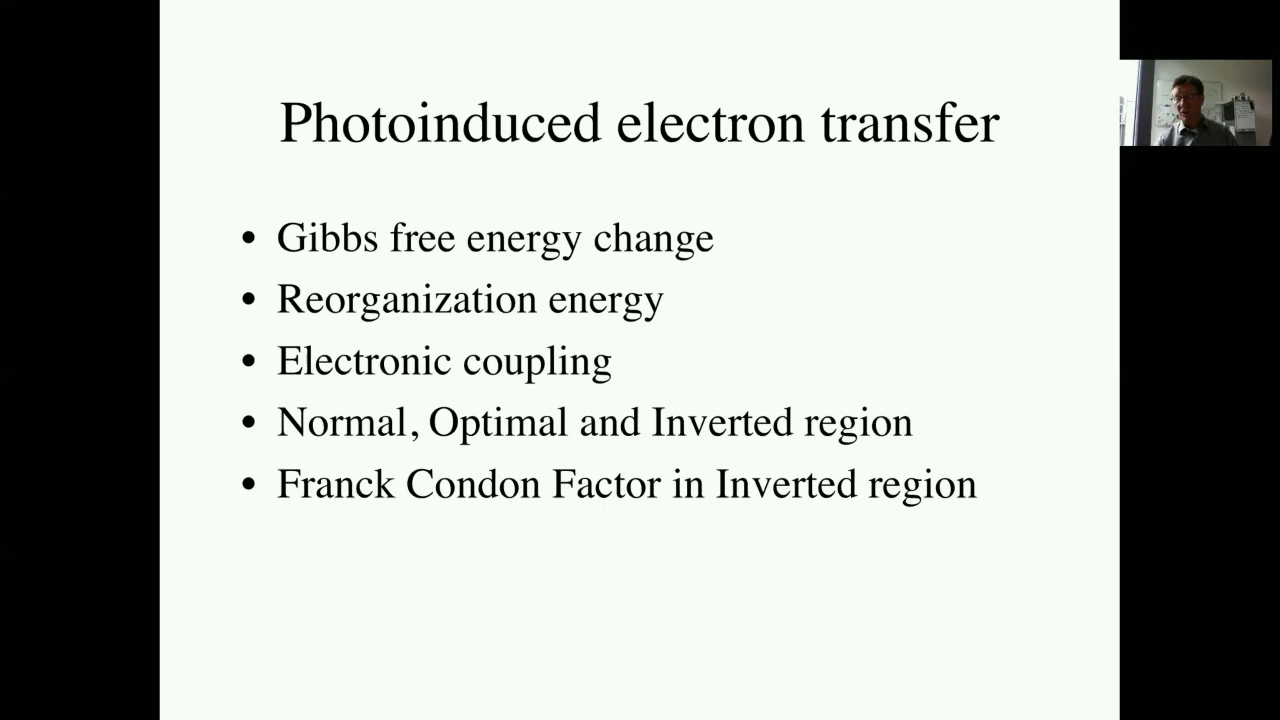 Photoinduced electron transfer
• Gibbs free energy change
• Reorganization energy
• Electronic coupling
• Normal, Optimal and Inverted region
• Franck Condon Factor in Inverted region